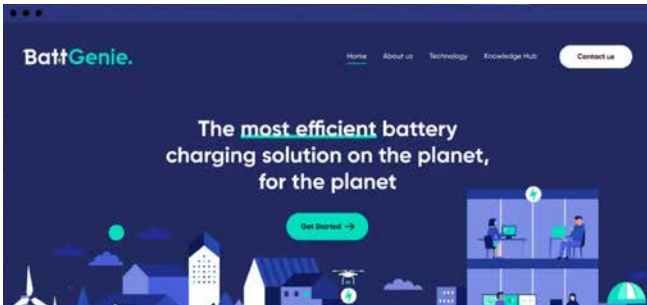 BattGenie.
Home About us Technology Knowledge Hub Contact us
The most efficient battery
charging solution on the planet,
for the planet
Get Started →